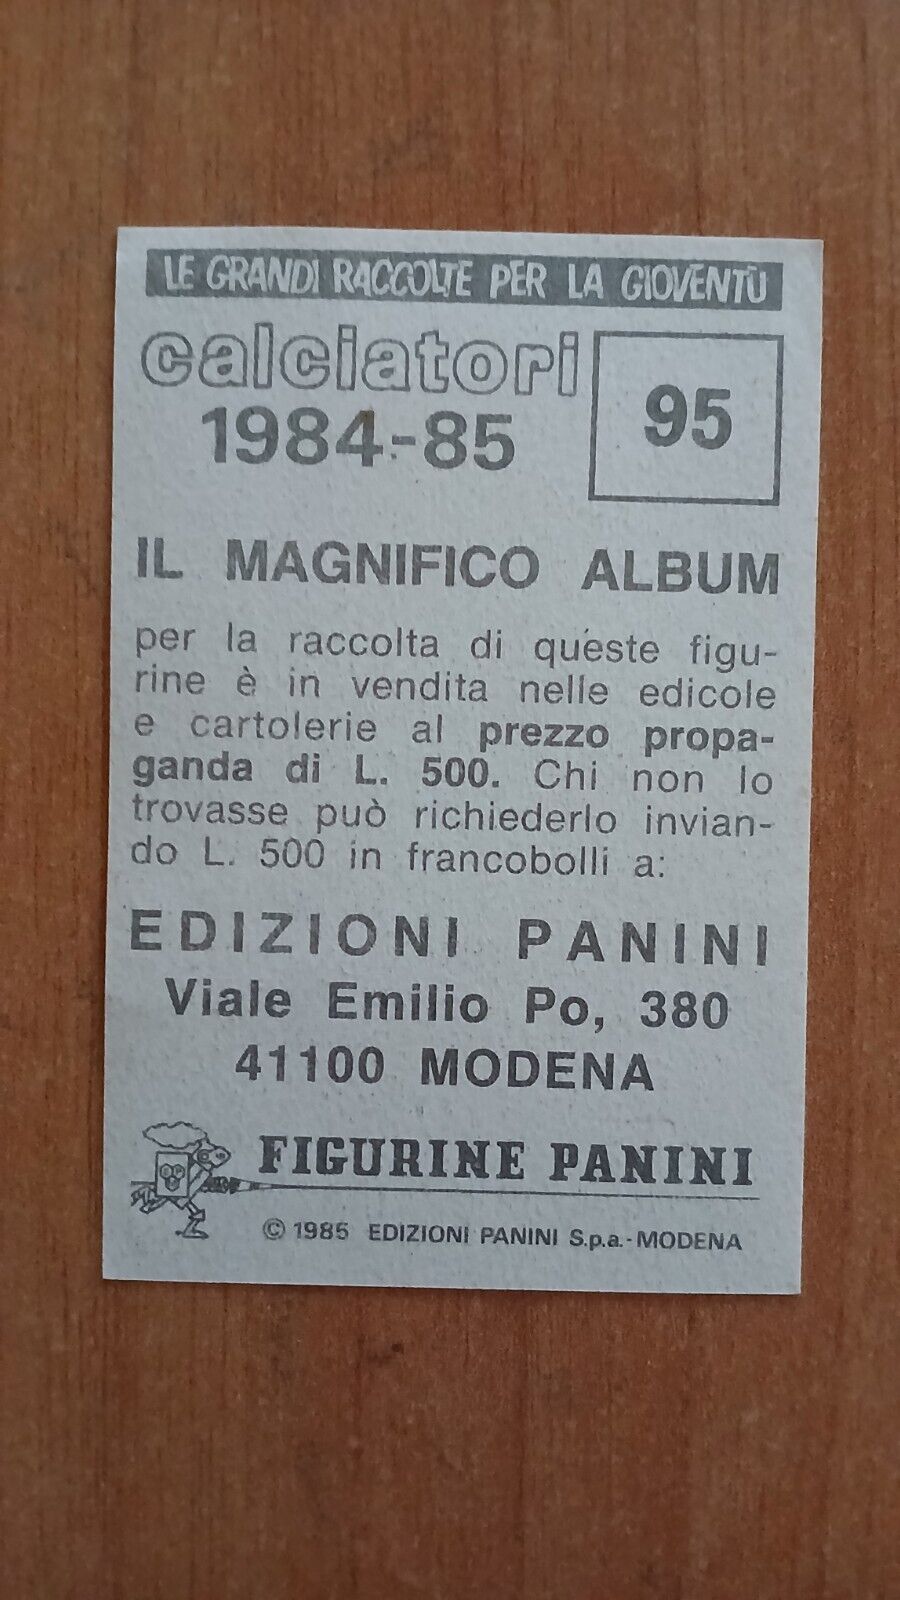 LE GRANDI RACCOLTE PER LA GIOVENTÙ
calciatori
1984-85
95
IL MAGNIFICO ALBUM
per la raccolta di queste figu-
rine è in vendita nelle edicole
e cartolerie al prezzo propa-
ganda di L. 500. Chi non lo
trovasse può richiederlo invian-
do L. 500 in francobolli a:
EDIZIONI PANINI
Viale Emilio Po, 380
41100 MODENA
FIGURINE PANINI
© 1985 EDIZIONI PANINI S.p.a.-MODENA